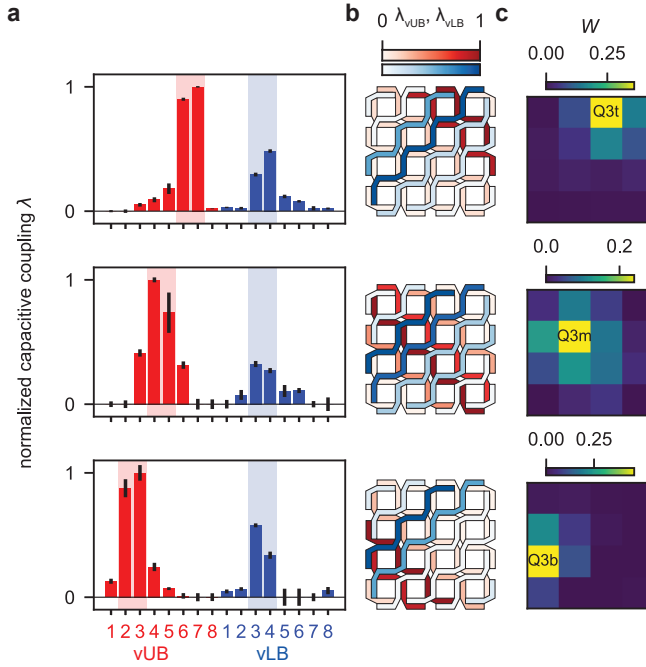 a
b
c
0 λvUB, λvLB 1
W
0.00 0.25
normalized capacitive coupling λ
1
0
Q3t
0.0 0.2
1
0
Q3m
0.00 0.25
1
0
Q3b
1 2 3 4 5 6 7 8 1 2 3 4 5 6 7 8
vUB vLB